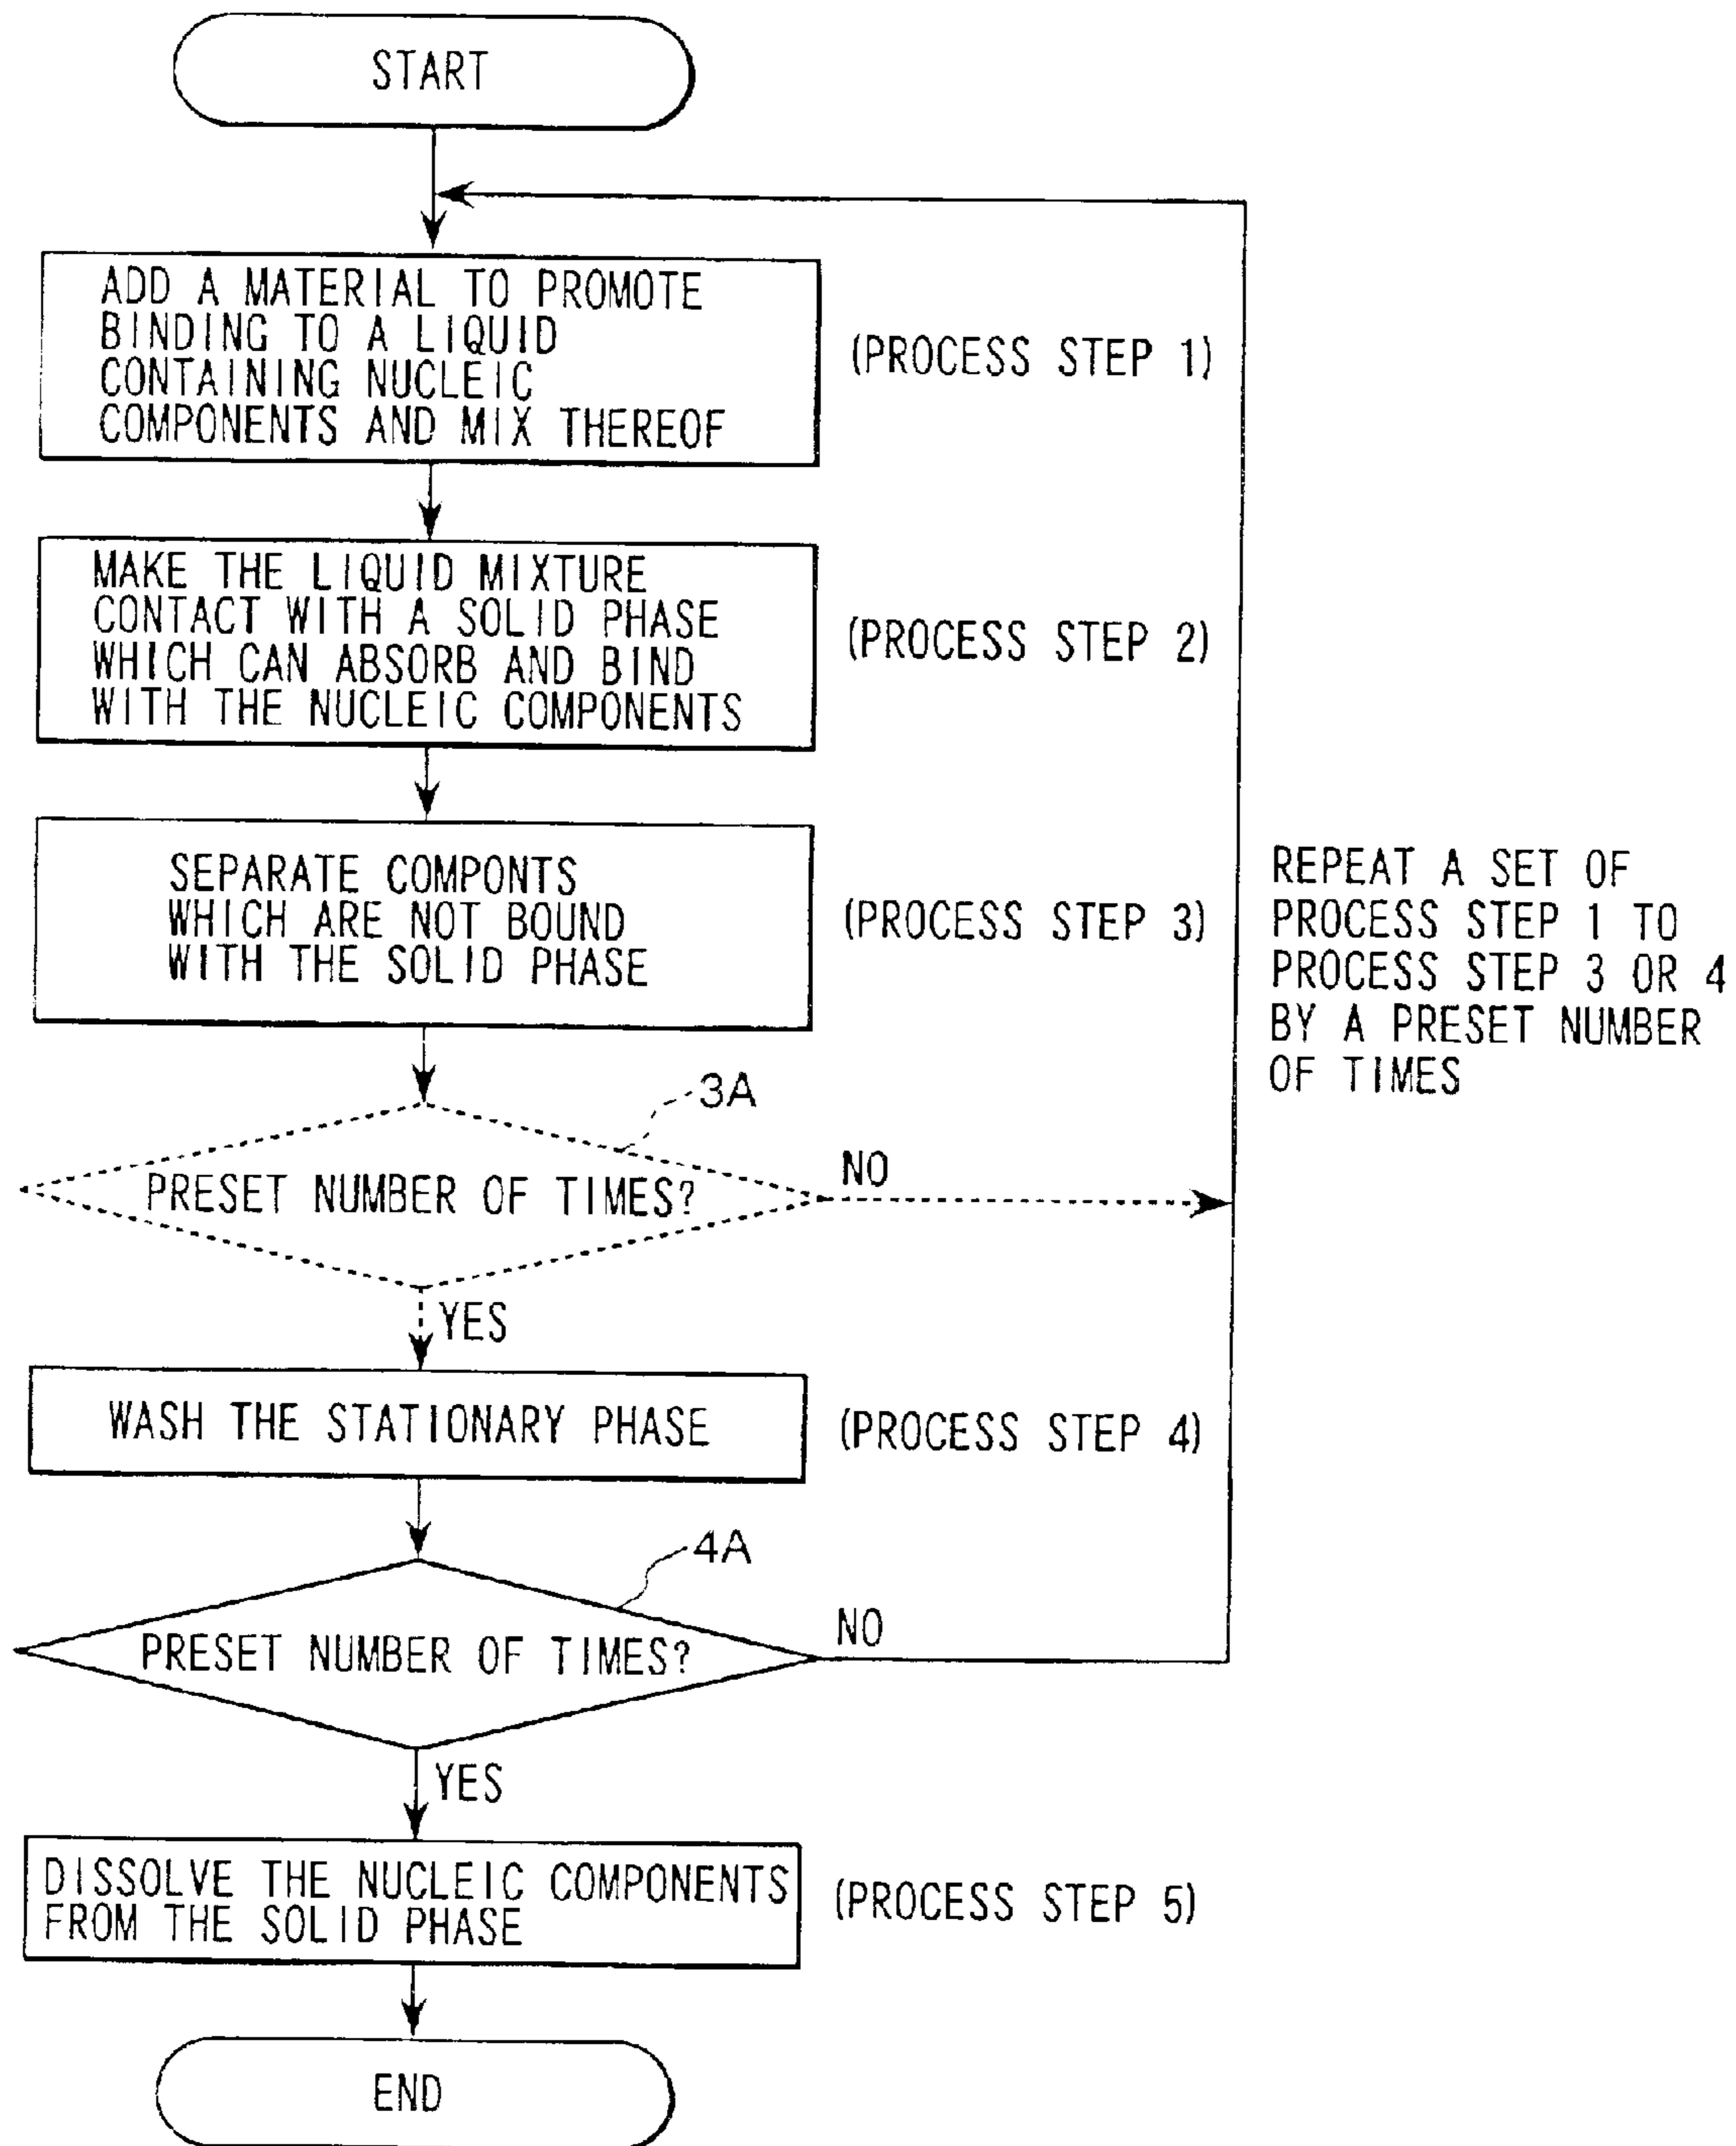 START
ADD A MATERIAL TO PROMOTE
BINDING TO A LIQUID
CONTAINING NUCLEIC
COMPONENTS AND MIX THEREOF
(PROCESS STEP 1)
MAKE THE LIQUID MIXTURE
CONTACT WITH A SOLID PHASE
WHICH CAN ABSORB AND BIND
WITH THE NUCLEIC COMPONENTS
(PROCESS STEP 2)
SEPARATE COMPONTS
WHICH ARE NOT BOUND
WITH THE SOLID PHASE
(PROCESS STEP 3)
REPEAT A SET OF
PROCESS STEP 1 TO
PROCESS STEP 3 OR 4
BY A PRESET NUMBER
OF TIMES
3A
PRESET NUMBER OF TIMES?
NO
YES
WASH THE STATIONARY PHASE
(PROCESS STEP 4)
4A
PRESET NUMBER OF TIMES?
NO
YES
DISSOLVE THE NUCLEIC COMPONENTS
FROM THE SOLID PHASE
(PROCESS STEP 5)
END